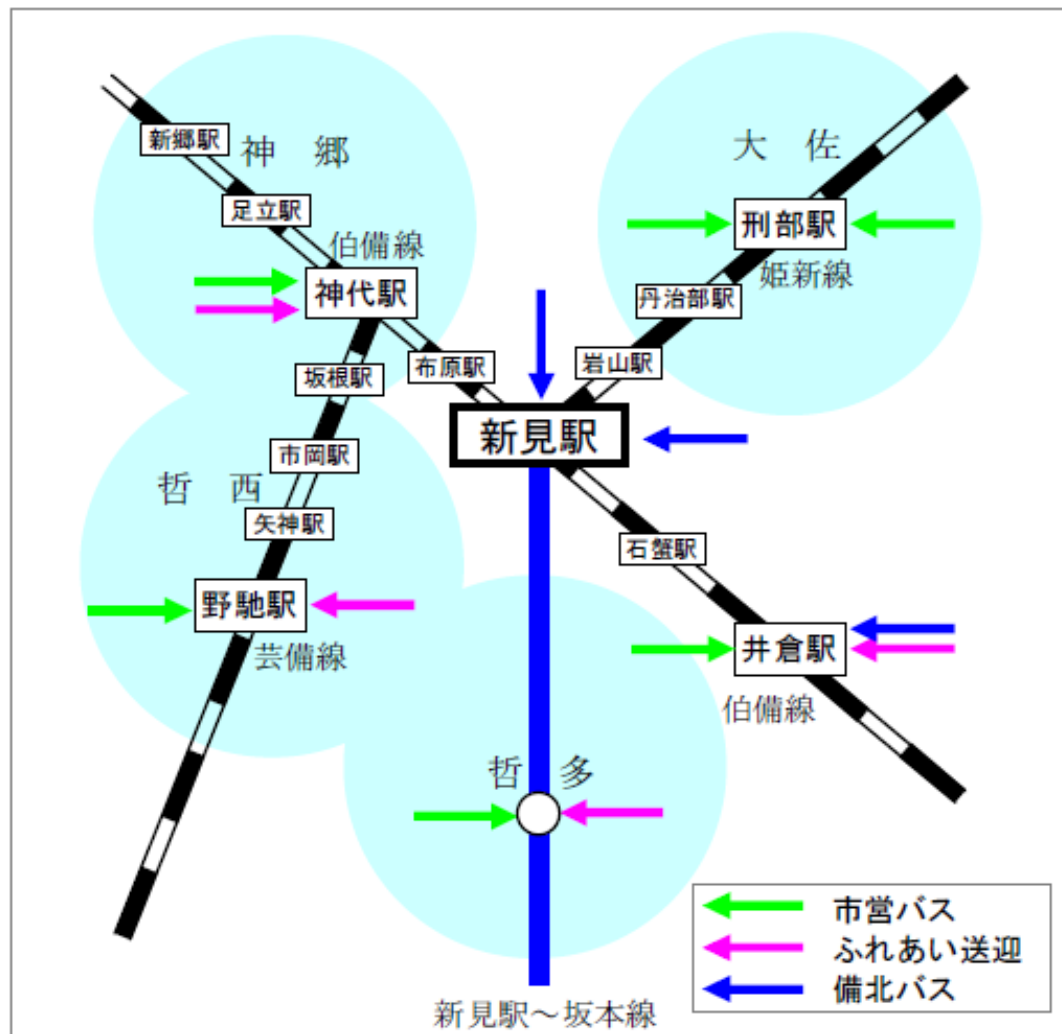 新郷駅
神　郷
大　佐
足立駅
刑部駅
伯備線
姫新線
神代駅
丹治部駅
坂根駅
布原駅
岩山駅
新見駅
市岡駅
哲　西
矢神駅
石蟹駅
野馳駅
井倉駅
芸備線
伯備線
哲　多
市営バス
ふれあい送迎
備北バス
新見駅～坂本線